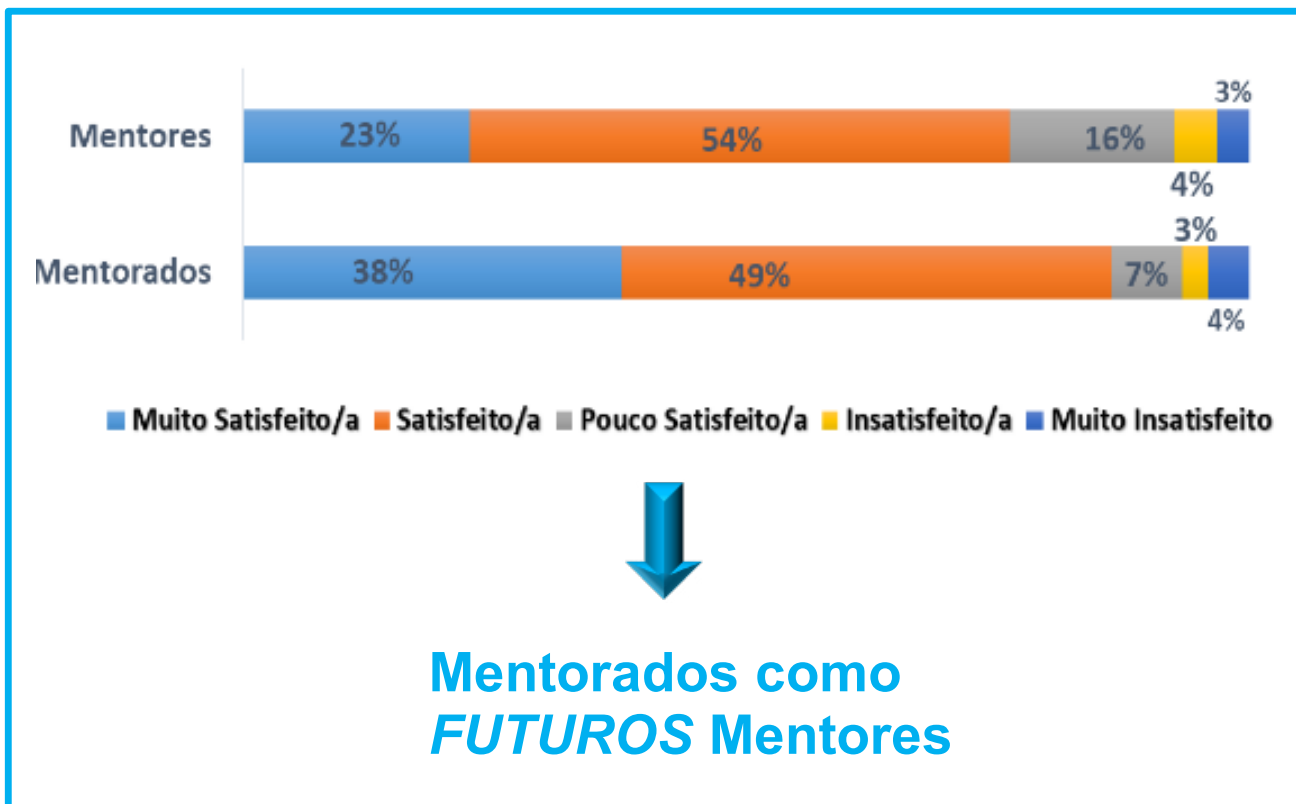 3%
Mentores 23% 54% 16%
4%
3%
Mentorados 38% 49% 7%
4%
Muito Satisfeito/a Satisfeito/a Pouco Satisfeito/a Insatisfeito/a Muito Insatisfeito
Mentorados como
FUTUROS Mentores